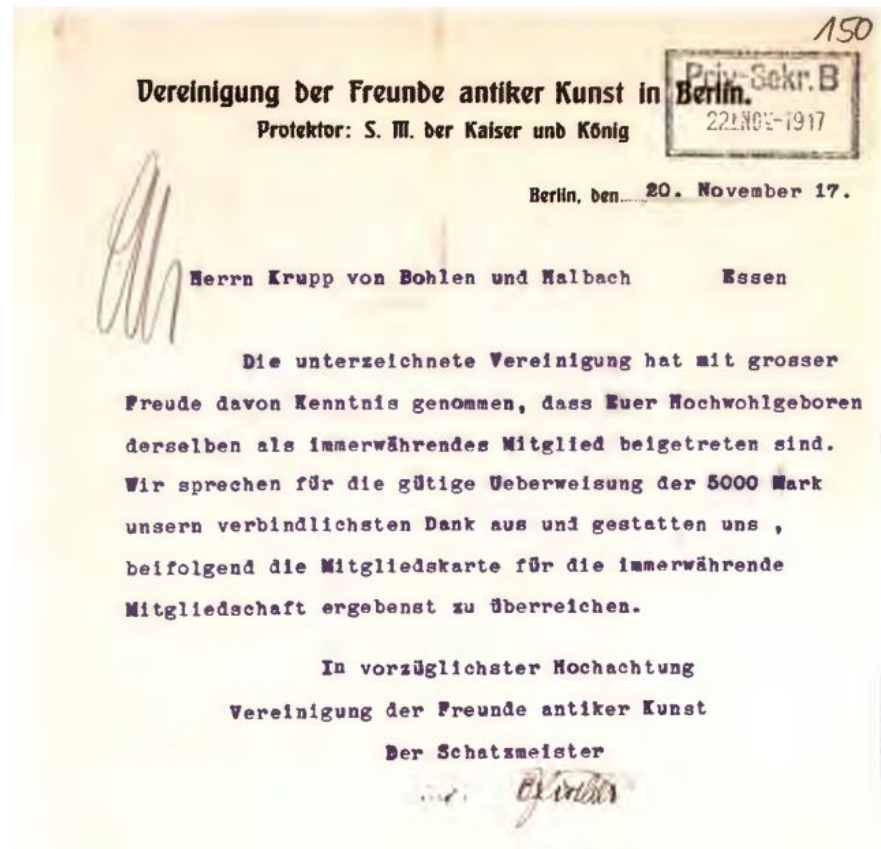 150
Vereinigung der Freunde antiker Kunst in Berlin.
Priv-Sekr. B
Protektor: S. M. der Kaiser und König
22. NOV. 1917
Berlin, den 20. November 17.
Herrn Krupp von Bohlen und Halbach Essen
Die unterzeichnete Vereinigung hat mit grosser
Freude davon Kenntnis genommen, dass Euer Hochwohlgeboren
derselben als immerwährendes Mitglied beigetreten sind.
Wir sprechen für die gütige Ueberweisung der 5000 Mark
unsern verbindlichsten Dank aus und gestatten uns ,
beifolgend die Mitgliedskarte für die immerwährende
Mitgliedschaft ergebenst zu überreichen.
In vorzüglichster Hochachtung
Vereinigung der Freunde antiker Kunst
Der Schatzmeister